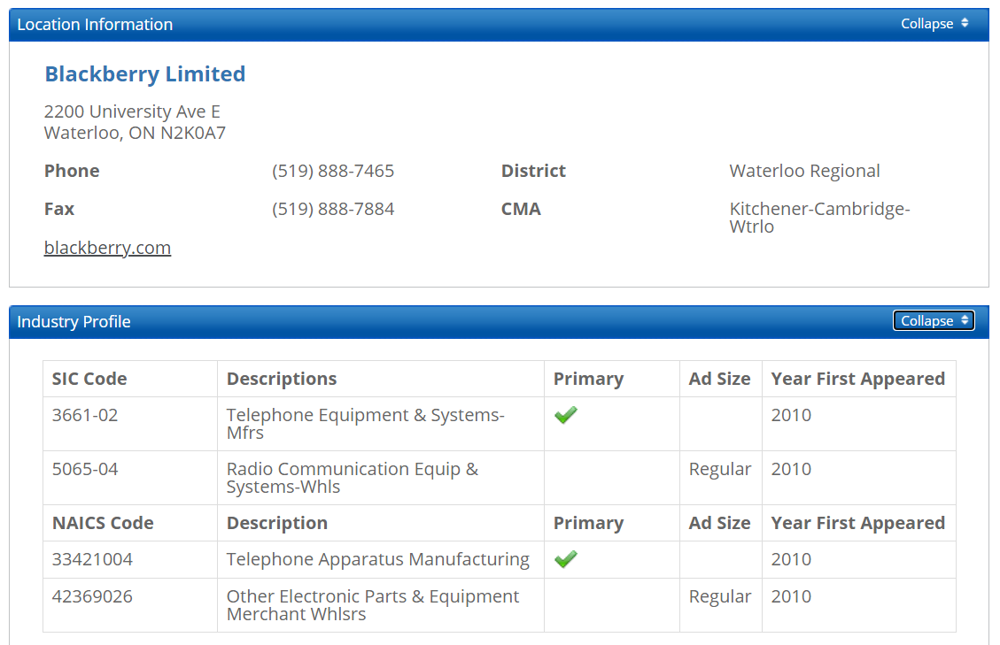 Location Information Collapse
Blackberry Limited
2200 University Ave E
Waterloo, ON N2K0A7
Phone (519) 888-7465 District Waterloo Regional
Fax (519) 888-7884 CMA Kitchener-Cambridge-
Wtrlo
blackberry.com
Industry Profile Collapse
SIC Code Descriptions Primary Ad Size Year First Appeared
3661-02 Telephone Equipment & Systems- 2010
Mfrs
5065-04 Radio Communication Equip & Regular 2010
Systems-Whls
NAICS Code Description Primary Ad Size Year First Appeared
33421004 Telephone Apparatus Manufacturing 2010
42369026 Other Electronic Parts & Equipment Regular 2010
Merchant Whlsrs